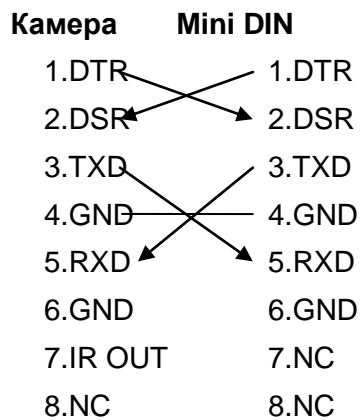 Камера Mini DIN
1.DTR 1.DTR
2.DSR 2.DSR
3.TXD 3.TXD
4.GND 4.GND
5.RXD 5.RXD
6.GND 6.GND
7.IR OUT 7.NC
8.NC 8.NC